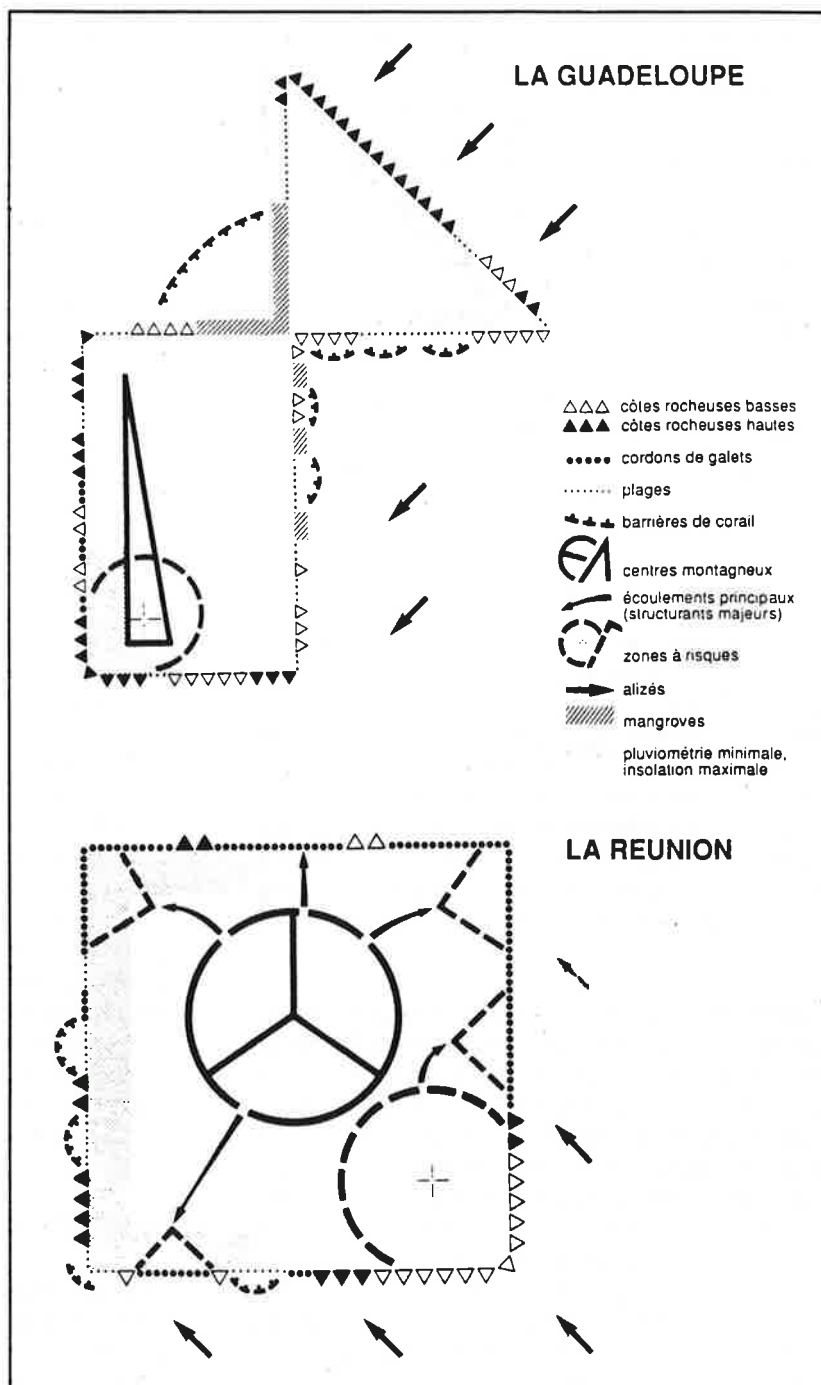 LA GUADELOUPE
côtes rocheuses basses
côtes rocheuses hautes
cordons de galets
plages
barrières de corail
centres montagneux
écoulements principaux
(structurants majeurs)
zones à risques
alizés
mangroves
pluviométrie minimale,
insolation maximale
LA REUNION